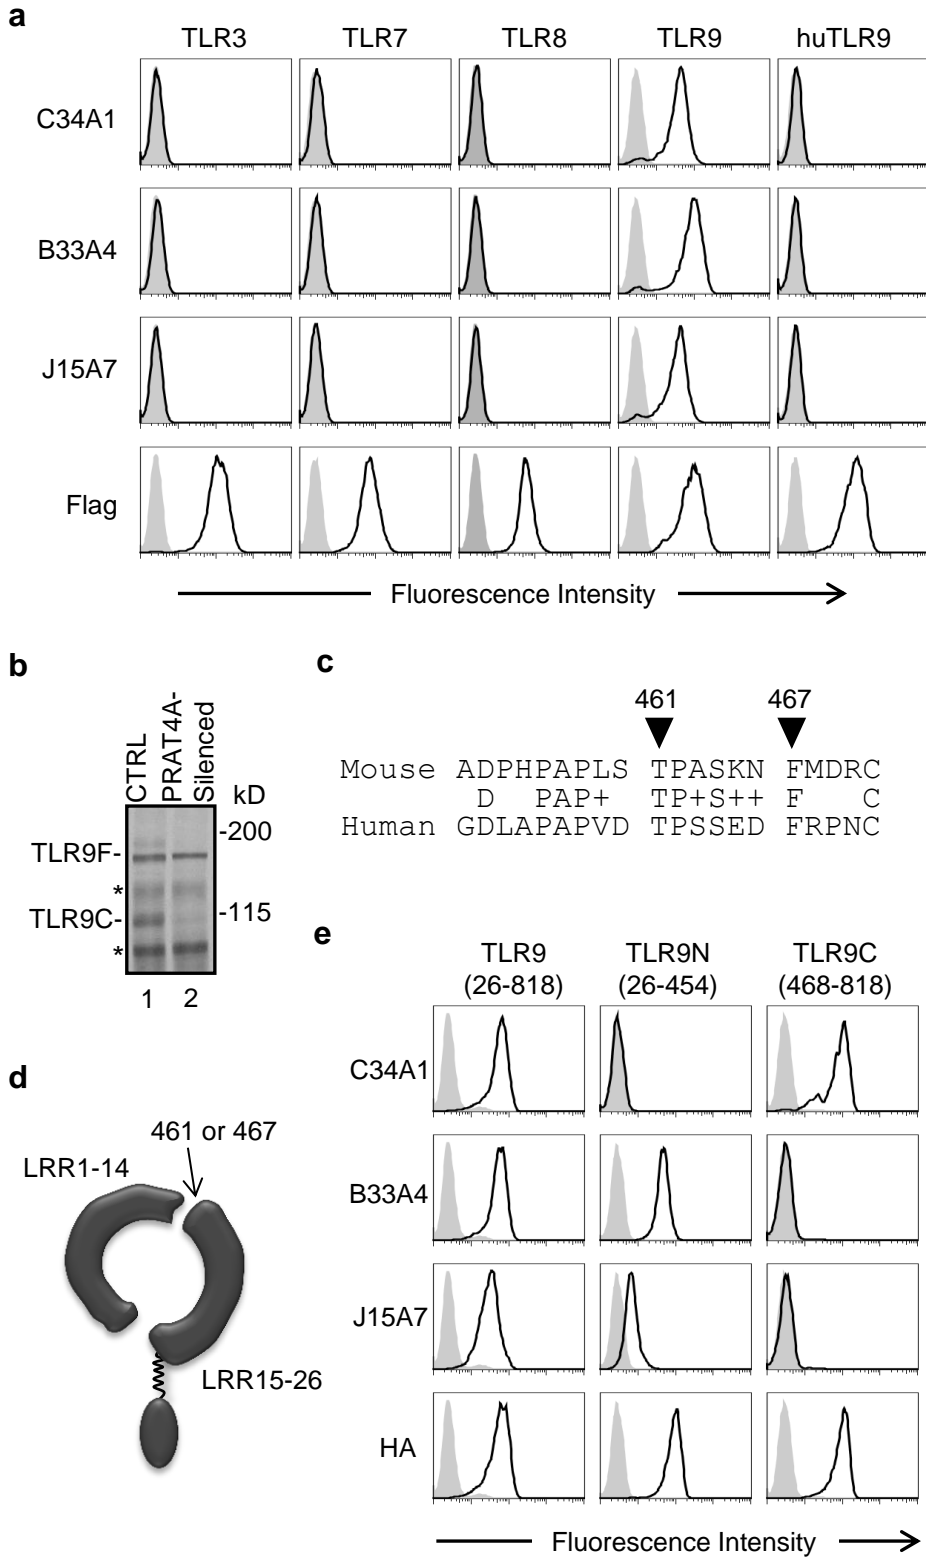 a
TLR3 TLR7 TLR8 TLR9 huTLR9
C34A1
B33A4
J15A7
Flag
Fluorescence Intensity
b
CTRL
PRAT4A-
Silenced
kD
-200
TLR9F-
*
TLR9C-
-115
*
1 2
c
461 467
Mouse ADPHPAPLS TPASKN FMDRC
D PAP+ TP+S++ F C
Human GDLAPAPVD TPSSED FRPNC
d
461 or 467
LRR1-14
LRR15-26
e
TLR9 TLR9N TLR9C
(26-818) (26-454) (468-818)
C34A1
B33A4
J15A7
HA
Fluorescence Intensity